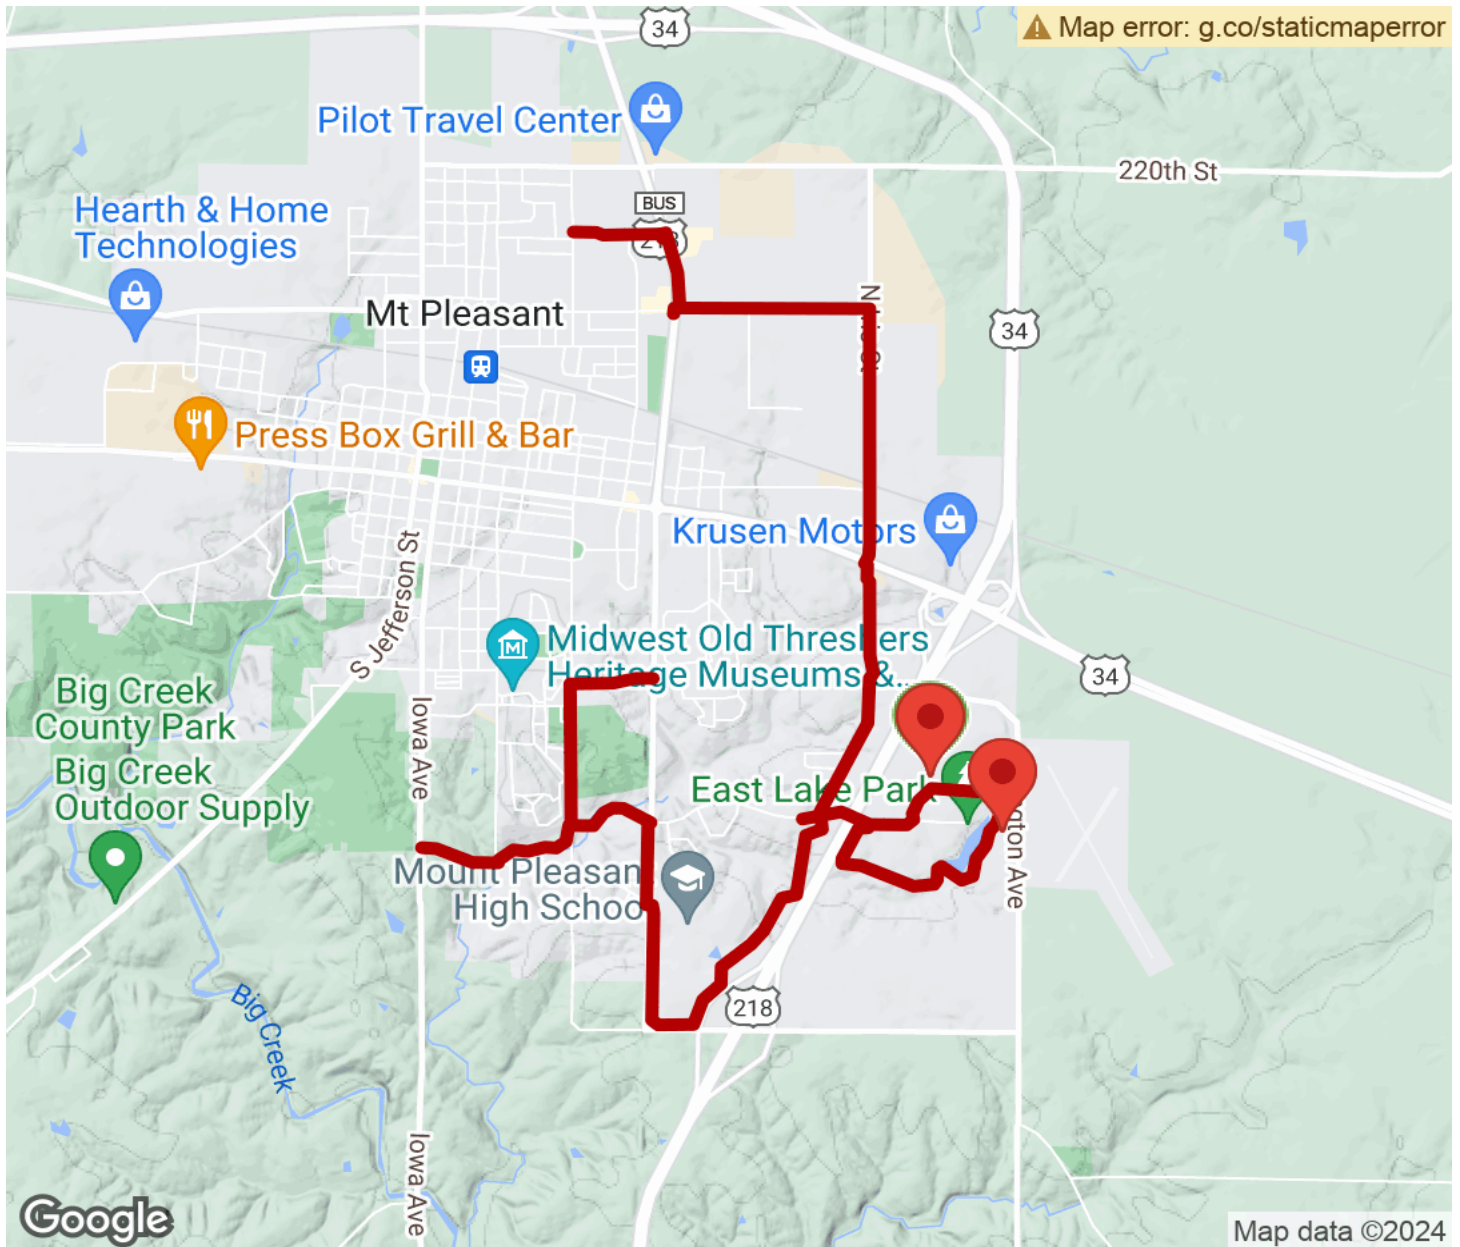 34
Map error: g.co/staticmaperror
Pilot Travel Center
220th St
Hearth & Home
Technologies
BUS
Mt Pleasant
34
Press Box Grill & Bar
Krusen Motors
S Jefferson St
Midwest Old Threshers
Heritage Museums &...
34
Big Creek
County Park
Iowa Ave
Big Creek
Outdoor Supply
East Lake Park
Ave
Mount Pleasant
High School
218
Big Creek
Iowa Ave
Google
Map data ©2024